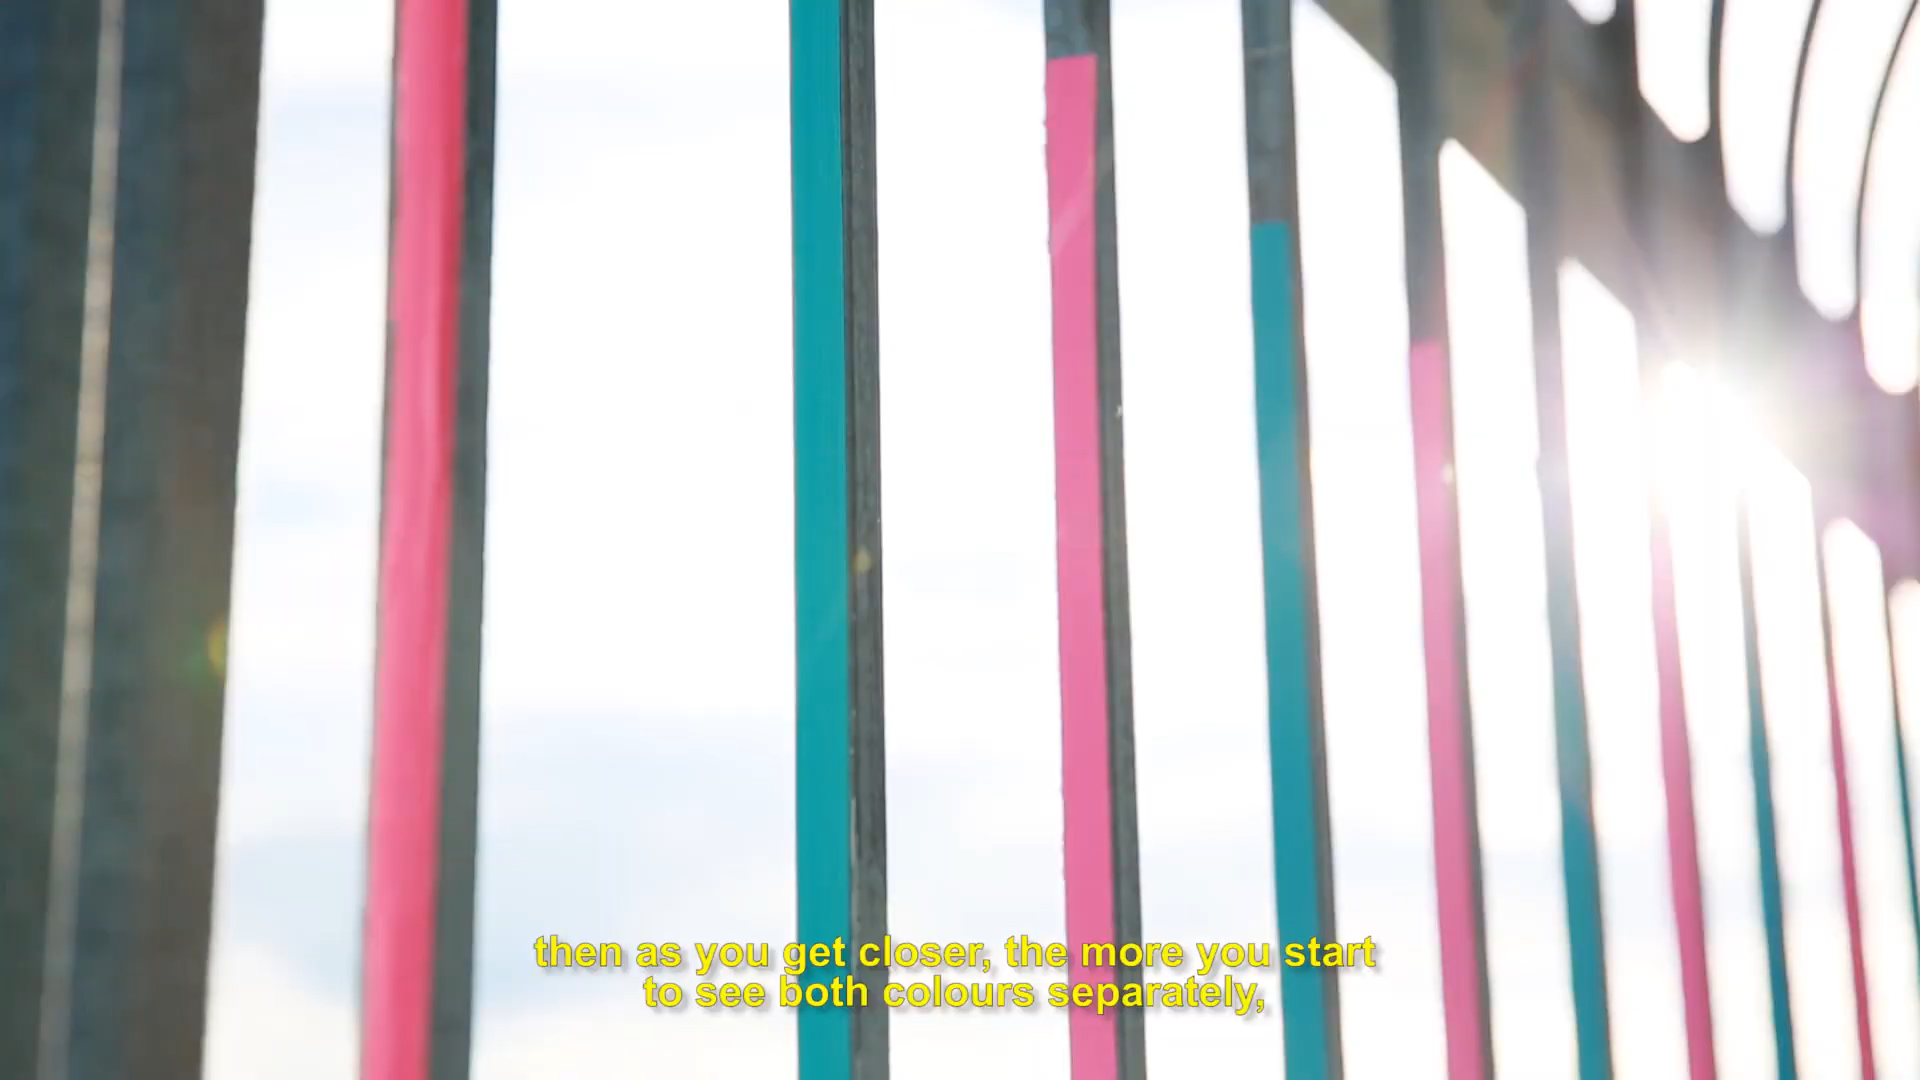 then as you get closer, the more you start
to see both colours separately,